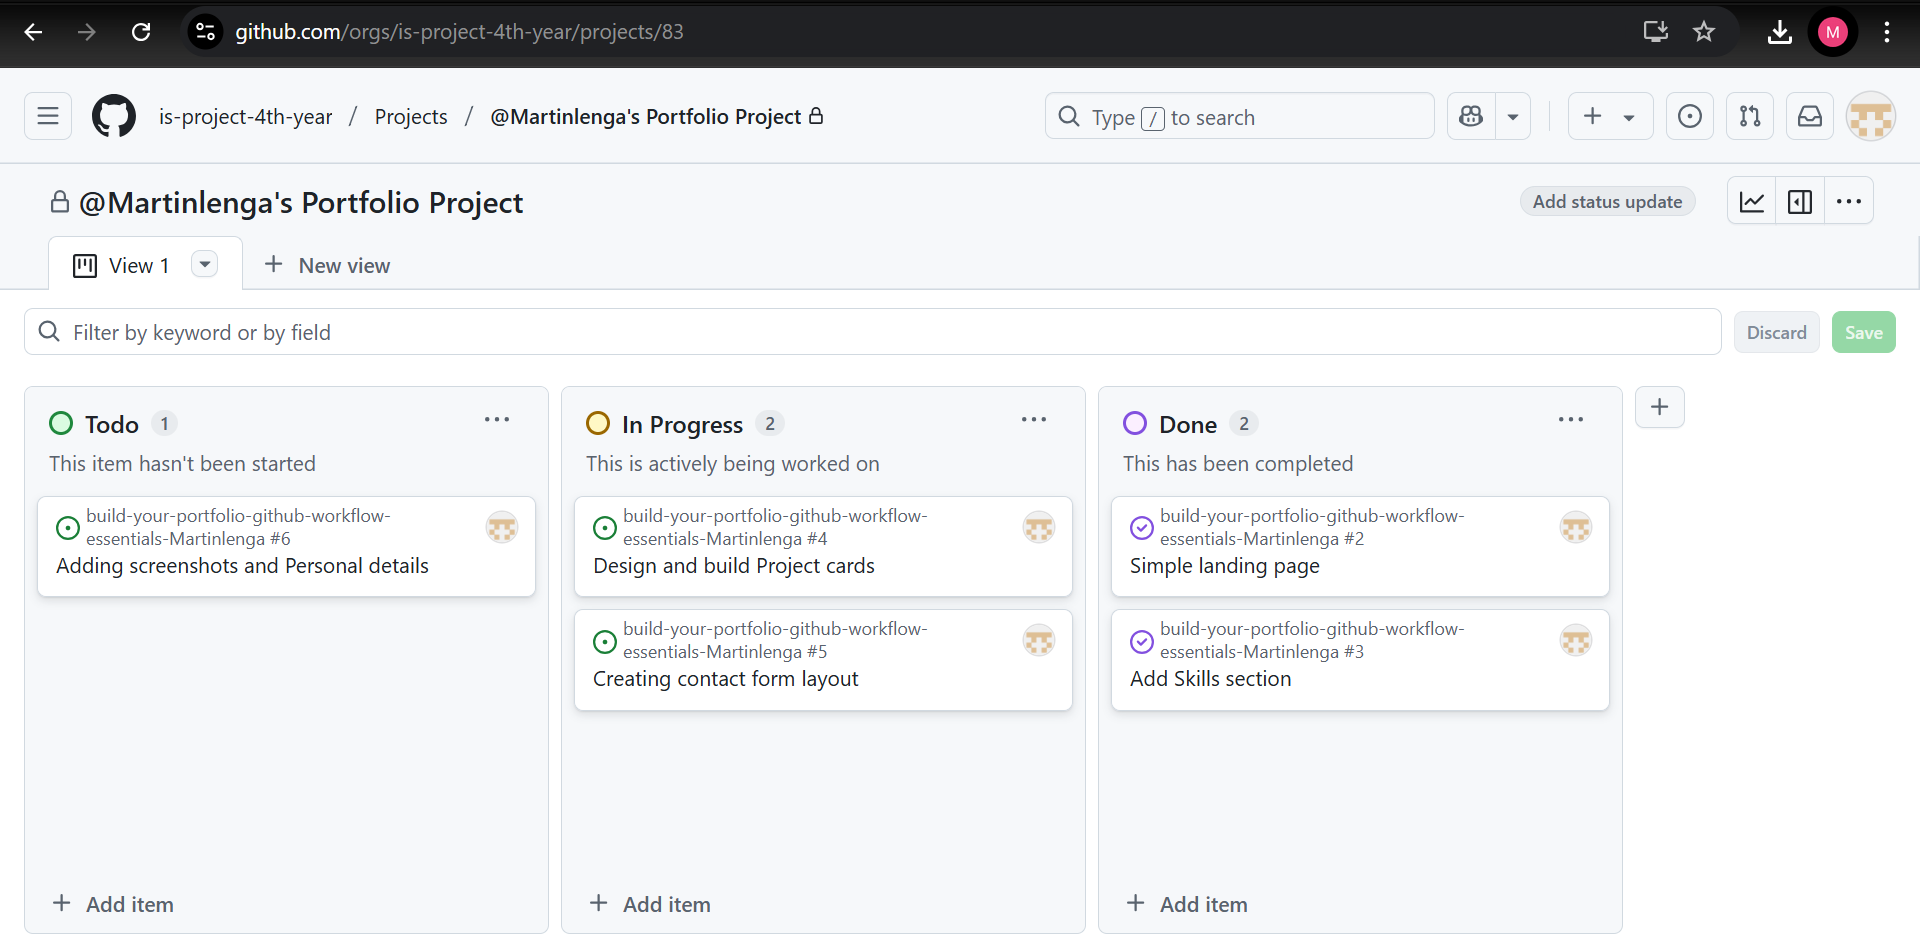 github.com/orgs/is-project-4th-year/projects/83
M
is-project-4th-year / Projects / @Martinlenga's Portfolio Project
Type / to search
@Martinlenga's Portfolio Project
Add status update
View 1
New view
Filter by keyword or by field
Discard
Save
Todo 1
This item hasn't been started
build-your-portfolio-github-workflow-
essentials-Martinlenga #6
Adding screenshots and Personal details
Add item
In Progress 2
This is actively being worked on
build-your-portfolio-github-workflow-
essentials-Martinlenga #4
Design and build Project cards
build-your-portfolio-github-workflow-
essentials-Martinlenga #5
Creating contact form layout
Add item
Done 2
This has been completed
build-your-portfolio-github-workflow-
essentials-Martinlenga #2
Simple landing page
build-your-portfolio-github-workflow-
essentials-Martinlenga #3
Add Skills section
Add item